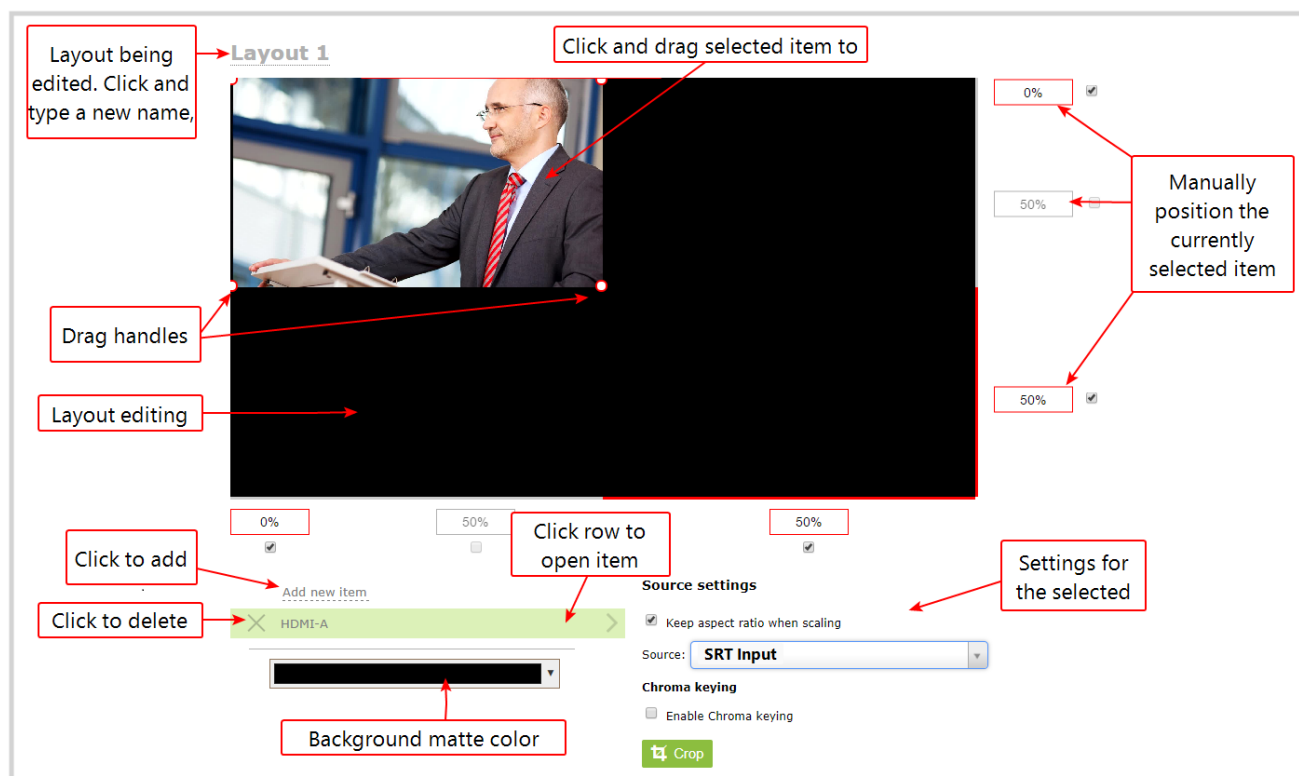 Layout being
edited. Click and
type a new name,
Layout 1
Click and drag selected item to
0%
50%
Manually
position the
currently
selected item
50%
Drag handles
Layout editing
0%
50%
50%
Click row to
open item
Click to add
.
Add new item
Click to delete
HDMI-A
Background matte color
Source settings
Keep aspect ratio when scaling
Source: SRT Input
Chroma keying
Enable Chroma keying
Crop
Settings for
the selected